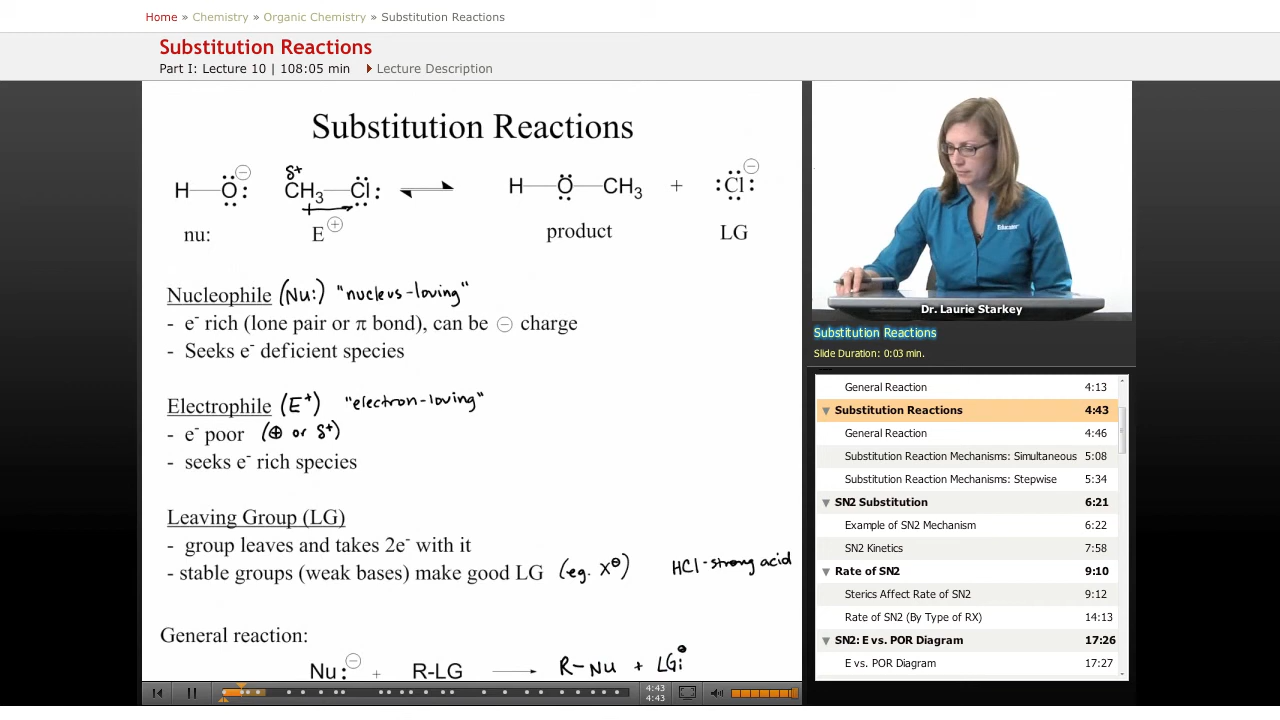 Home » Chemistry » Organic Chemistry » Substitution Reactions
Substitution Reactions
Part I: Lecture 10 | 108:05 min Lecture Description
Substitution Reactions
H—Ö:⊖ δ+ CH3—Cl: ⇌ H—Ö—CH3 + :Cl:⊖
nu: E⊕ product LG
Nucleophile (Nu:) "nucleus-loving"
- e- rich (lone pair or π bond), can be ⊖ charge
- Seeks e- deficient species
Electrophile (E+) "electron-loving"
- e- poor (⊕ or δ+)
- seeks e- rich species
Leaving Group (LG)
- group leaves and takes 2e- with it
- stable groups (weak bases) make good LG (eg. X⊖) HCl-strong acid
General reaction:
Nu:⊖ + R-LG → R-Nu + LG:⊖
Educator
Dr. Laurie Starkey
Substitution Reactions
Slide Duration: 0:03 min.
General Reaction 4:13
Substitution Reactions 4:43
General Reaction 4:46
Substitution Reaction Mechanisms: Simultaneous 5:08
Substitution Reaction Mechanisms: Stepwise 5:34
SN2 Substitution 6:21
Example of SN2 Mechanism 6:22
SN2 Kinetics 7:58
Rate of SN2 9:10
Sterics Affect Rate of SN2 9:12
Rate of SN2 (By Type of RX) 14:13
SN2: E vs. POR Diagram 17:26
E vs. POR Diagram 17:27
4:43
4:43